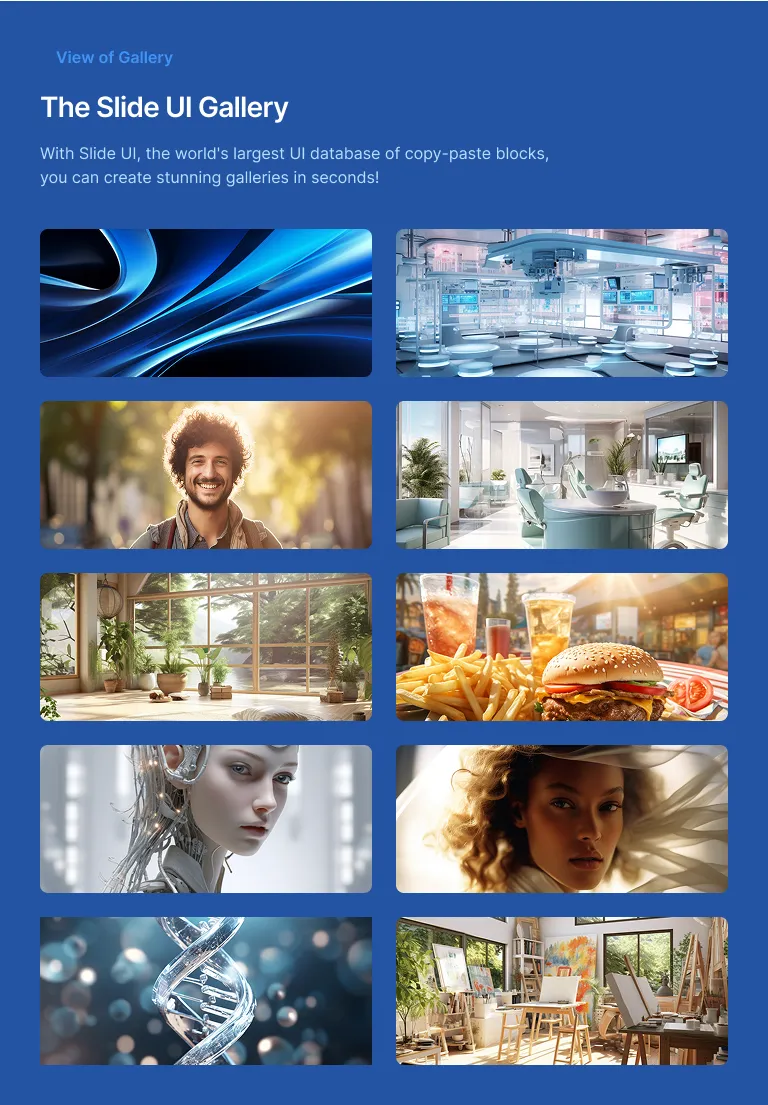 View of Gallery
The Slide UI Gallery
With Slide UI, the world's largest UI database of copy-paste blocks,
you can create stunning galleries in seconds!